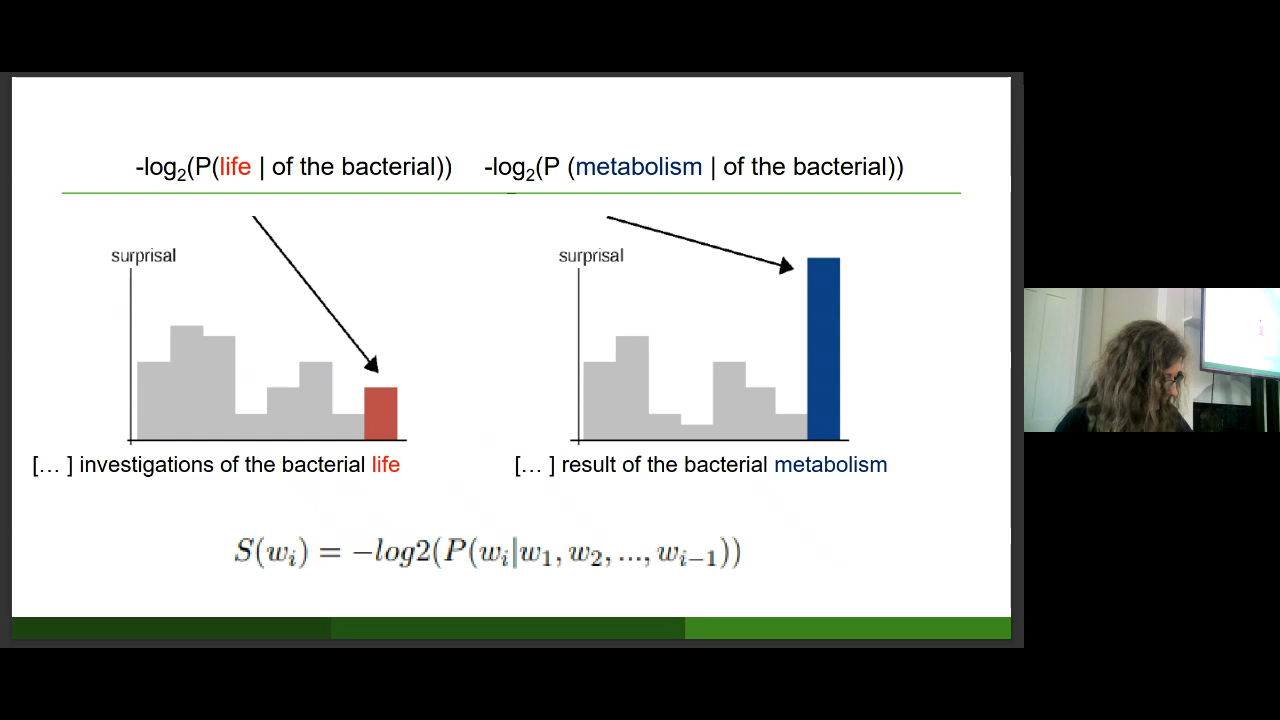 -log2(P(life | of the bacterial)) -log2(P (metabolism | of the bacterial))
surprisal surprisal
[… ] investigations of the bacterial life [… ] result of the bacterial metabolism
S(wi) = −log2(P(wi|w1, w2, ..., wi−1))